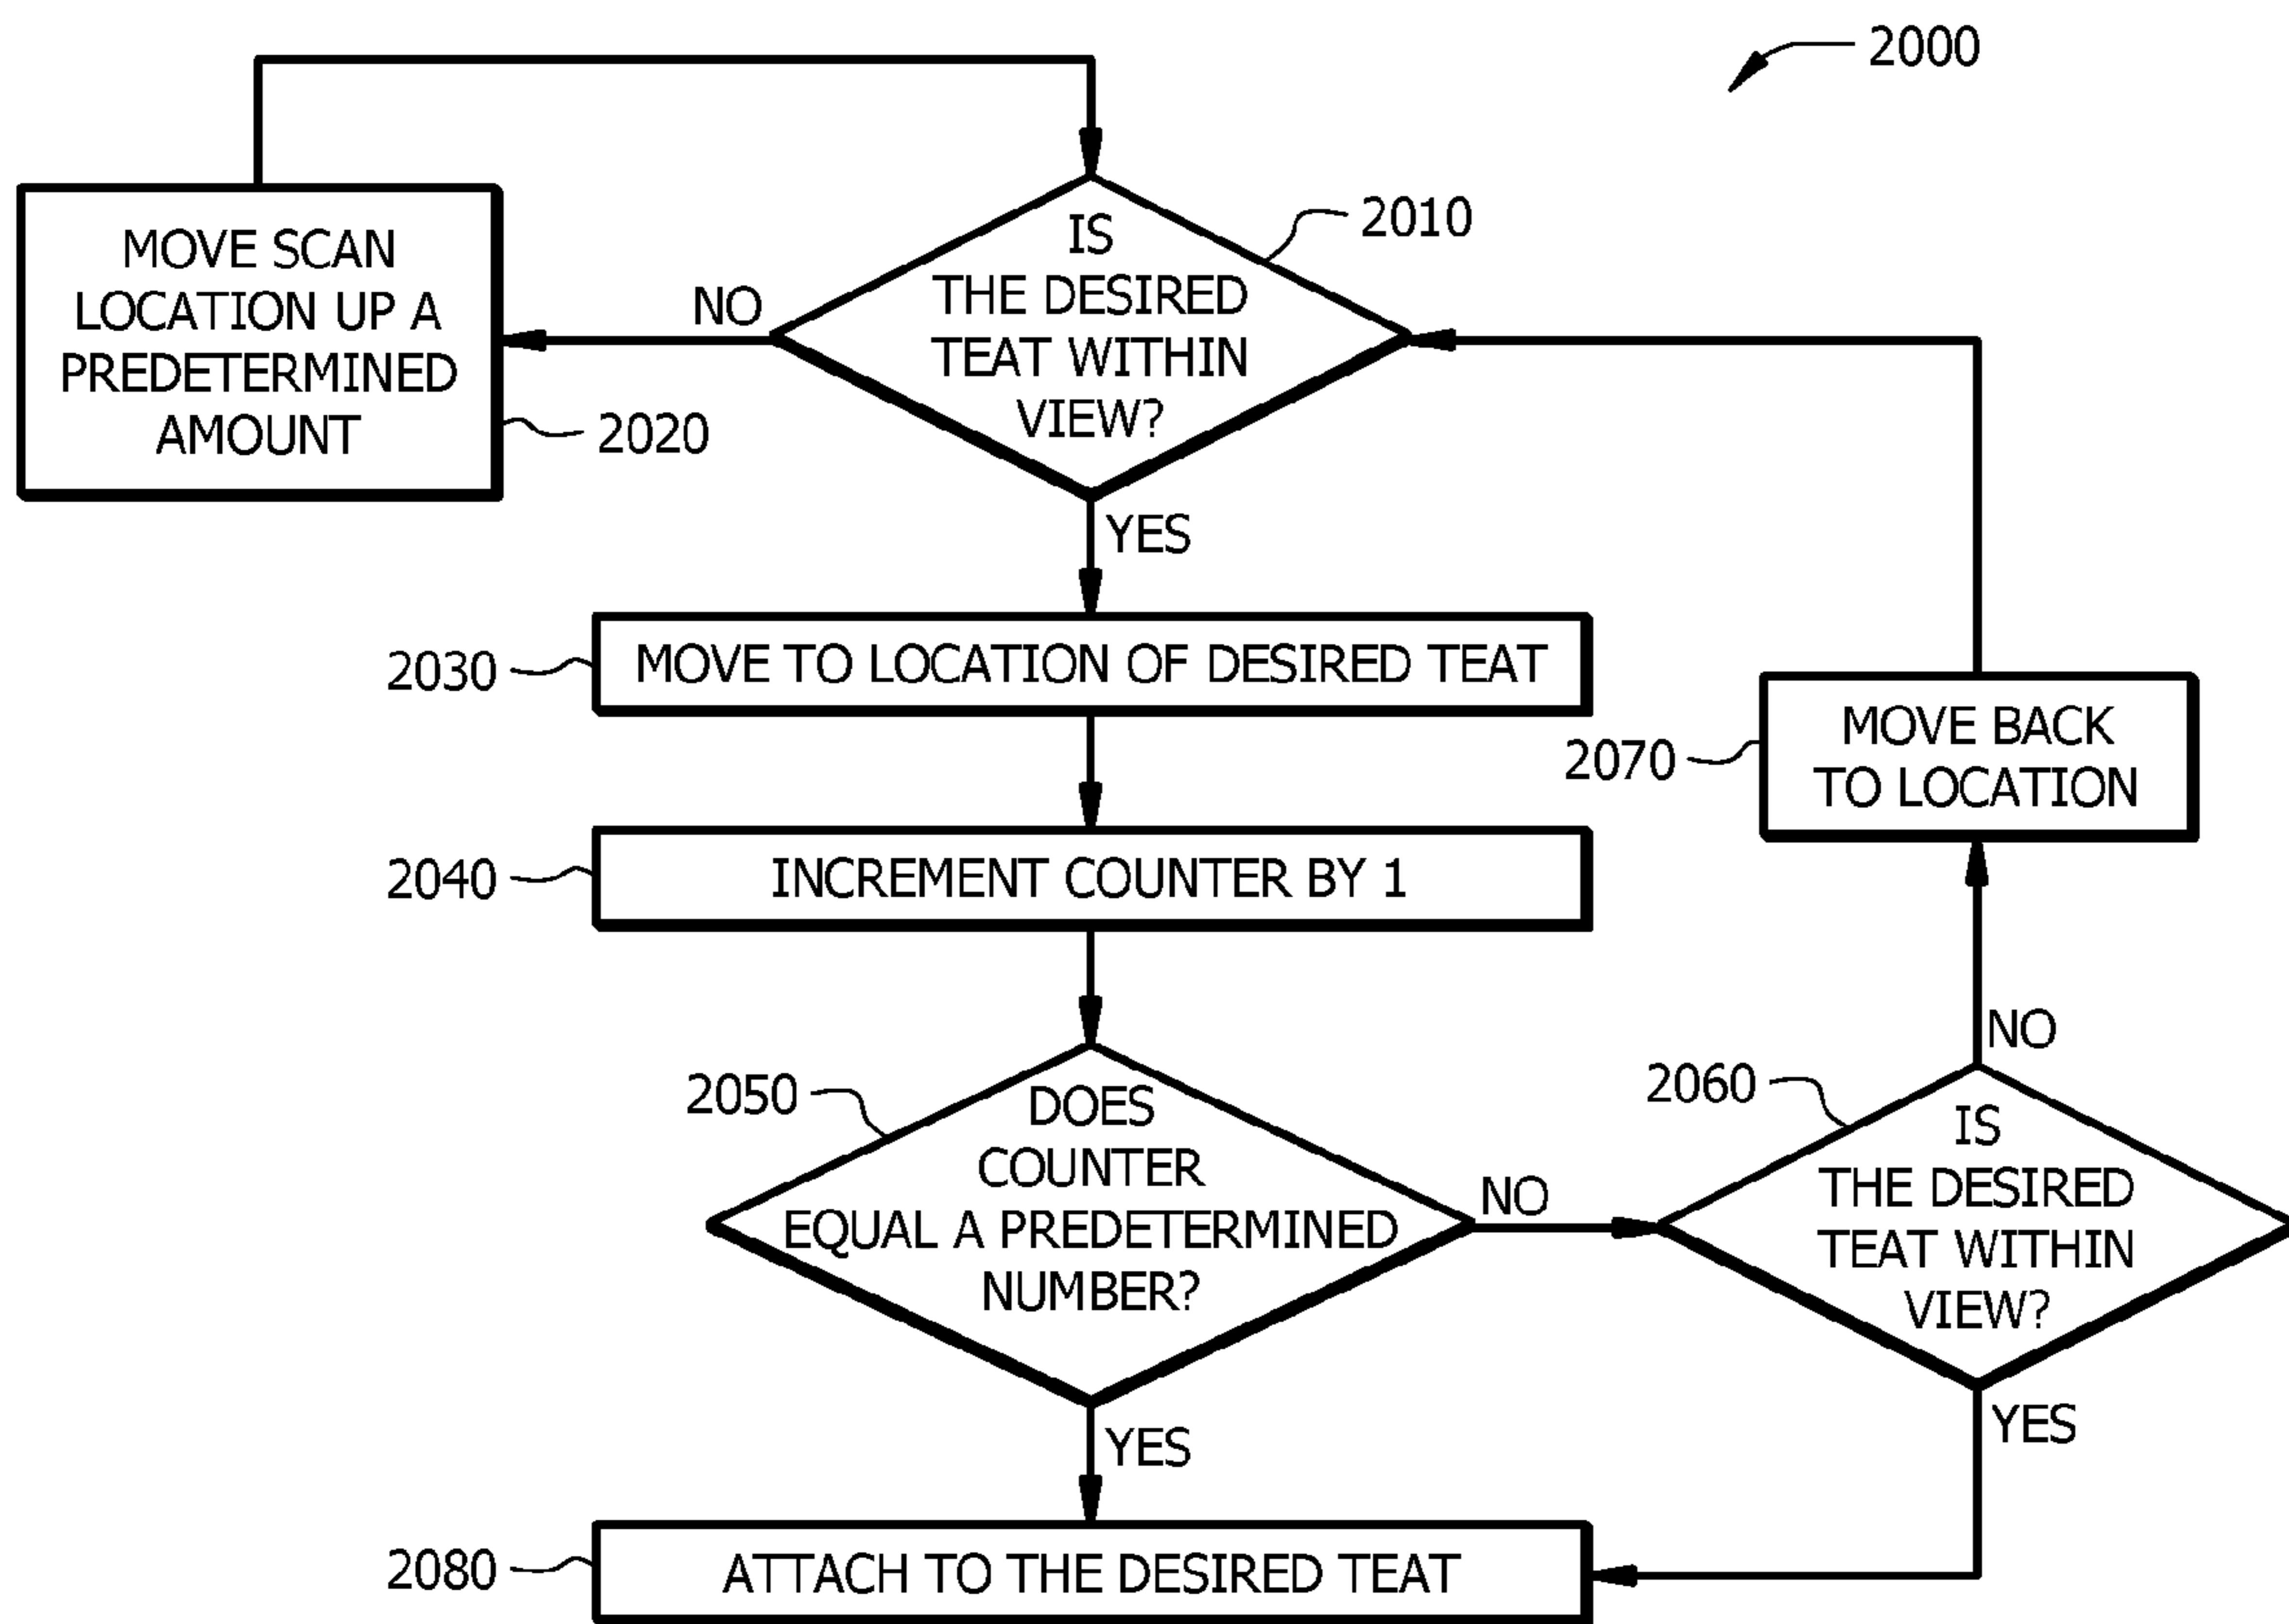 2000
MOVE SCAN
LOCATION UP A
PREDETERMINED
AMOUNT
2020
NO
IS
THE DESIRED
TEAT WITHIN
VIEW?
2010
YES
2030
MOVE TO LOCATION OF DESIRED TEAT
2070
MOVE BACK
TO LOCATION
2040
INCREMENT COUNTER BY 1
2050
DOES
COUNTER
EQUAL A PREDETERMINED
NUMBER?
NO
2060
NO
IS
THE DESIRED
TEAT WITHIN
VIEW?
YES
YES
2080
ATTACH TO THE DESIRED TEAT